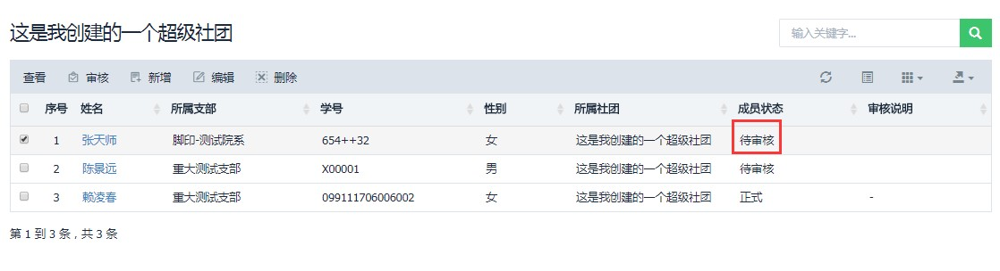 这是我创建的一个超级社团
输入关键字...
查看 审核 新增 编辑 删除
序号 姓名 所属支部 学号 性别 所属社团 成员状态 审核说明
1 张天师 脚印-测试院系 654++32 女 这是我创建的一个超级社团 待审核
2 陈景远 重大测试支部 X00001 男 这是我创建的一个超级社团 待审核
3 赖凌春 重大测试支部 099111706006002 女 这是我创建的一个超级社团 正式 -
第 1 到 3 条，共 3 条